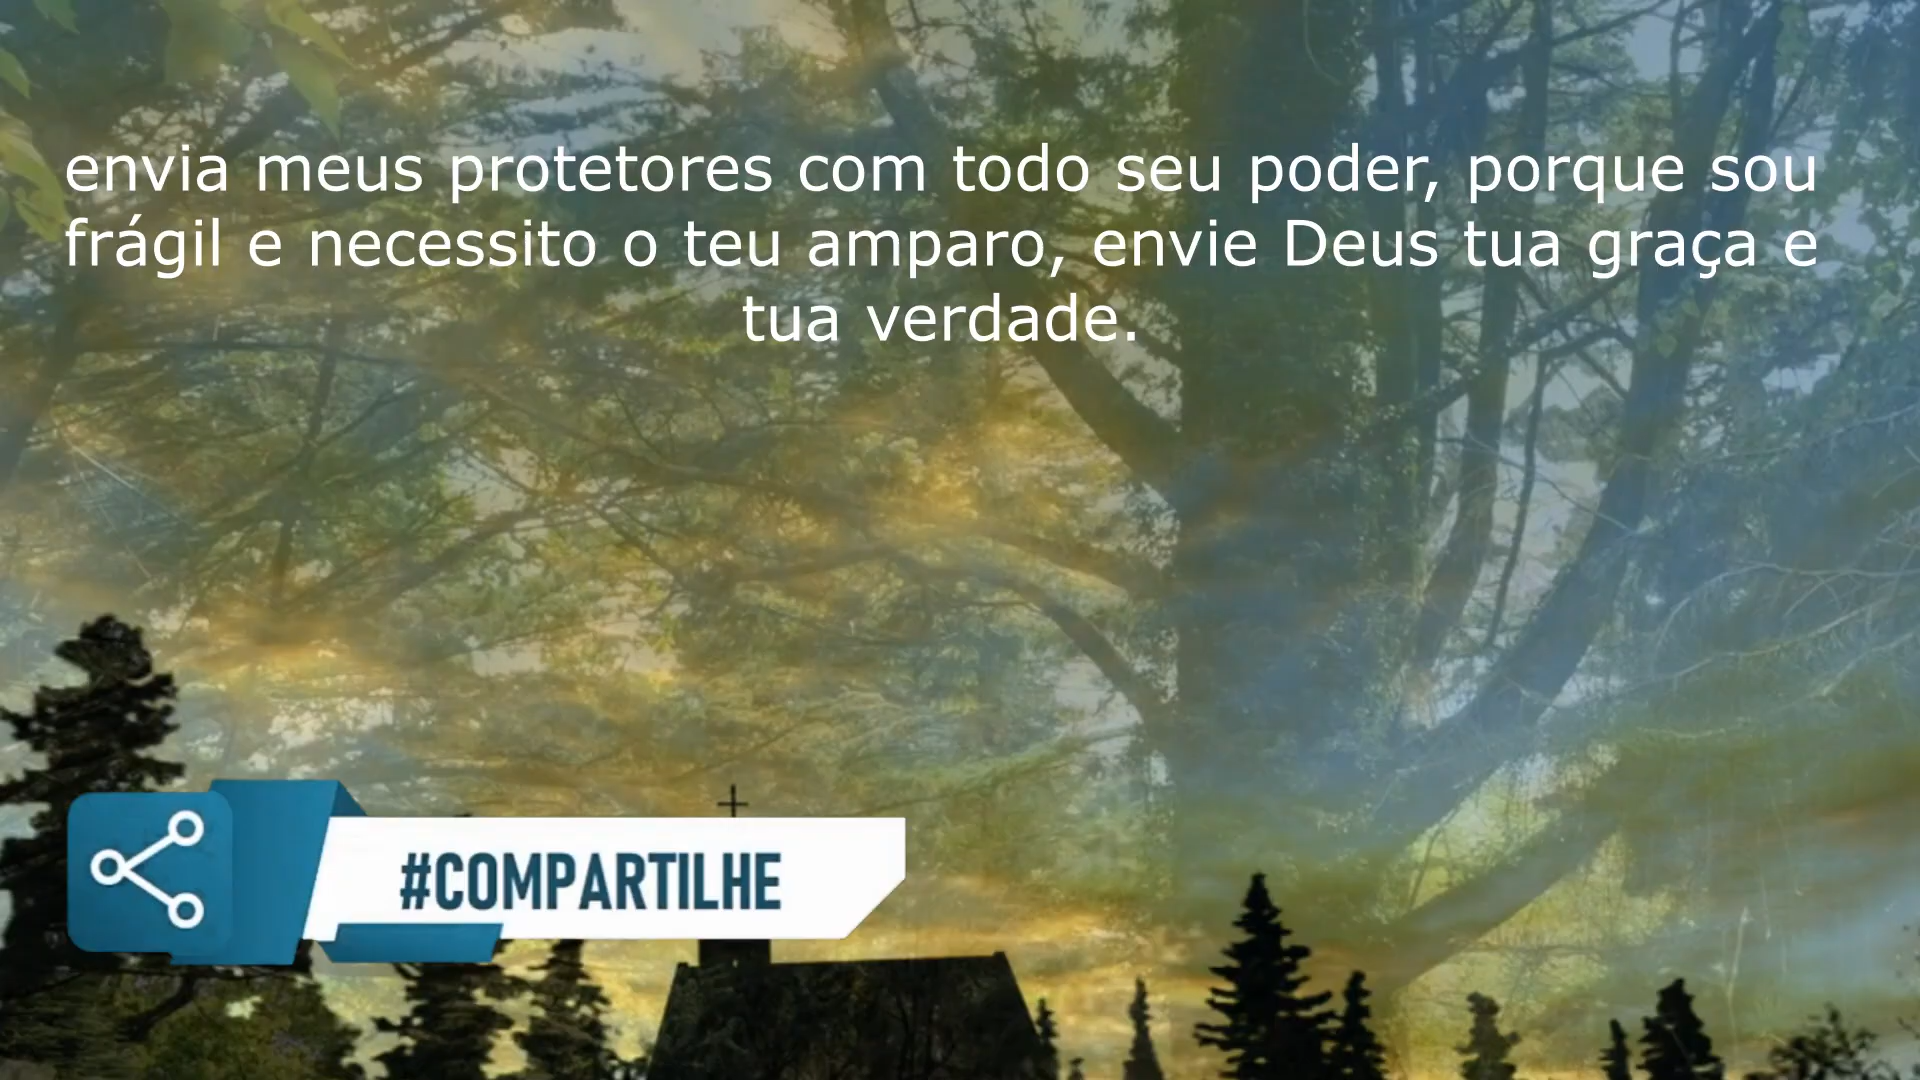 envia meus protetores com todo seu poder, porque sou
frágil e necessito o teu amparo, envie Deus tua graça e
tua verdade.
#COMPARTILHE